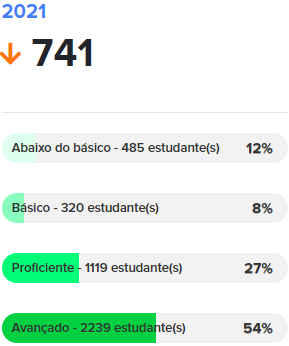 2021
741
Abaixo do básico - 485 estudante(s) 12%
Básico - 320 estudante(s) 8%
Proficiente - 1119 estudante(s) 27%
Avançado - 2239 estudante(s) 54%